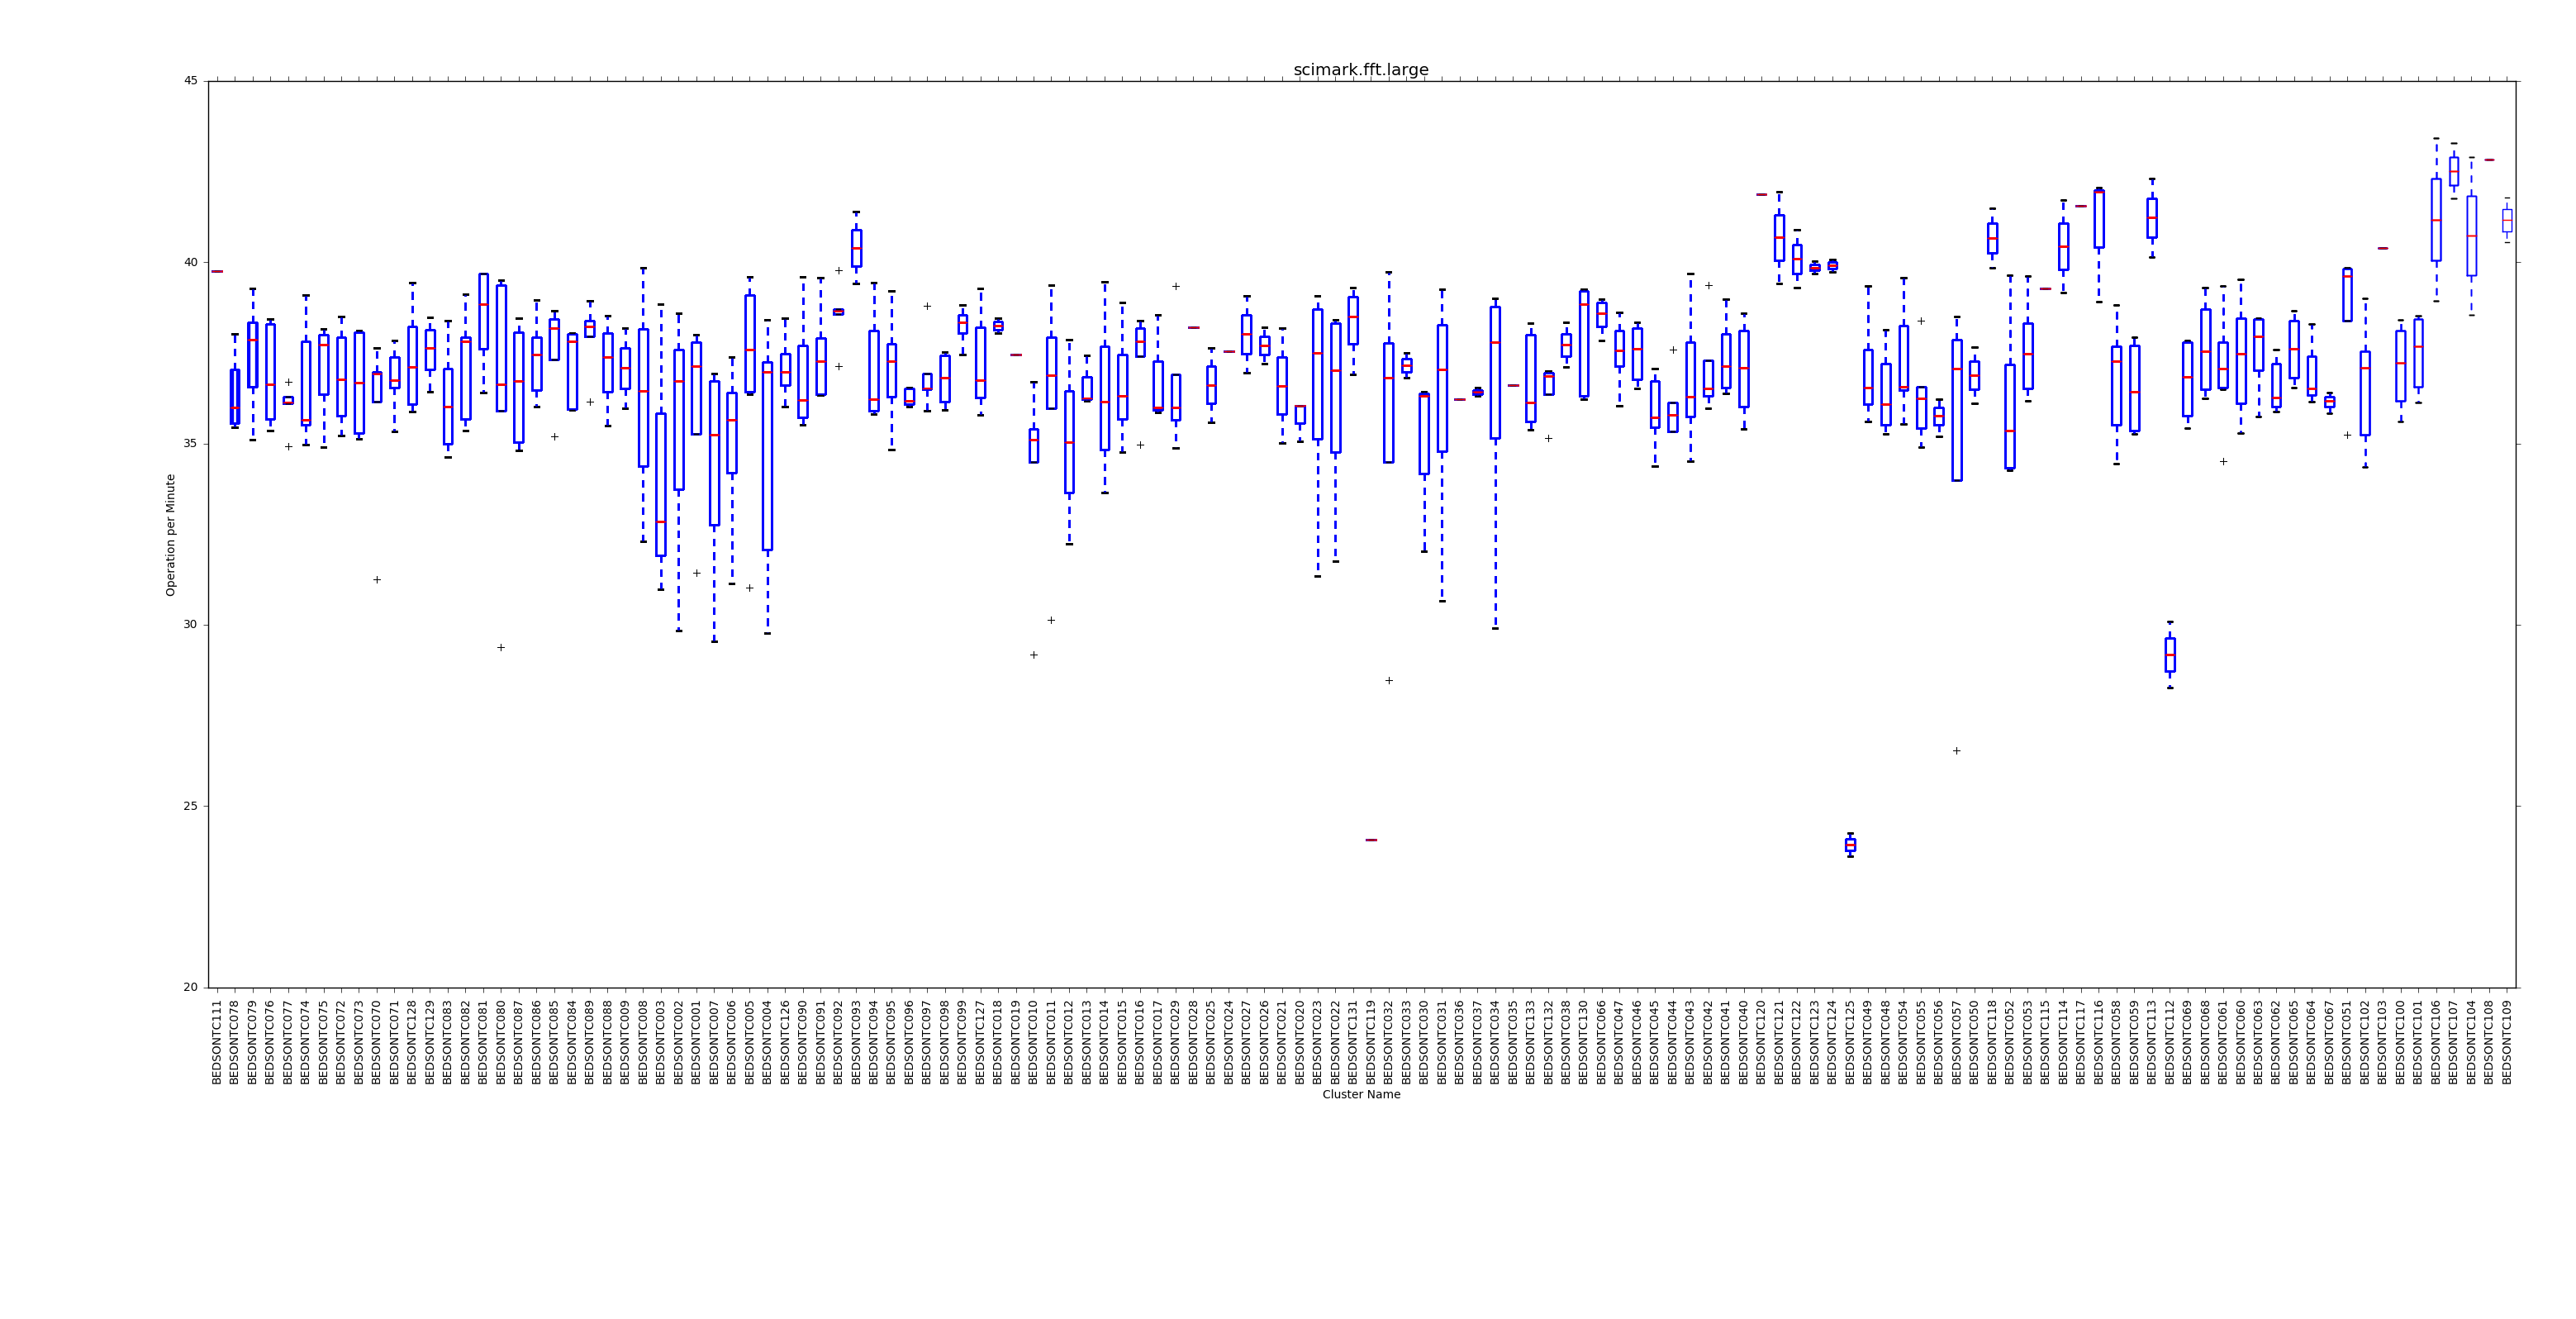 scimark.fft.large
45
40
35
30
25
20
Operation per Minute
BEDSONTC111
BEDSONTC078
BEDSONTC079
BEDSONTC076
BEDSONTC077
BEDSONTC074
BEDSONTC075
BEDSONTC072
BEDSONTC073
BEDSONTC070
BEDSONTC071
BEDSONTC128
BEDSONTC129
BEDSONTC083
BEDSONTC082
BEDSONTC081
BEDSONTC080
BEDSONTC087
BEDSONTC086
BEDSONTC085
BEDSONTC084
BEDSONTC089
BEDSONTC088
BEDSONTC009
BEDSONTC008
BEDSONTC003
BEDSONTC002
BEDSONTC001
BEDSONTC007
BEDSONTC006
BEDSONTC005
BEDSONTC004
BEDSONTC126
BEDSONTC090
BEDSONTC091
BEDSONTC092
BEDSONTC093
BEDSONTC094
BEDSONTC095
BEDSONTC096
BEDSONTC097
BEDSONTC098
BEDSONTC099
BEDSONTC127
BEDSONTC018
BEDSONTC019
BEDSONTC010
BEDSONTC011
BEDSONTC012
BEDSONTC013
BEDSONTC014
BEDSONTC015
BEDSONTC016
BEDSONTC017
BEDSONTC029
BEDSONTC028
BEDSONTC025
BEDSONTC024
BEDSONTC027
BEDSONTC026
BEDSONTC021
BEDSONTC020
BEDSONTC023
BEDSONTC022
BEDSONTC131
BEDSONTC119
BEDSONTC032
BEDSONTC033
BEDSONTC030
BEDSONTC031
BEDSONTC036
BEDSONTC037
BEDSONTC034
BEDSONTC035
BEDSONTC133
BEDSONTC132
BEDSONTC038
BEDSONTC130
BEDSONTC066
BEDSONTC047
BEDSONTC046
BEDSONTC045
BEDSONTC044
BEDSONTC043
BEDSONTC042
BEDSONTC041
BEDSONTC040
BEDSONTC120
BEDSONTC121
BEDSONTC122
BEDSONTC123
BEDSONTC124
BEDSONTC125
BEDSONTC049
BEDSONTC048
BEDSONTC054
BEDSONTC055
BEDSONTC056
BEDSONTC057
BEDSONTC050
BEDSONTC118
BEDSONTC052
BEDSONTC053
BEDSONTC115
BEDSONTC114
BEDSONTC117
BEDSONTC116
BEDSONTC058
BEDSONTC059
BEDSONTC113
BEDSONTC112
BEDSONTC069
BEDSONTC068
BEDSONTC061
BEDSONTC060
BEDSONTC063
BEDSONTC062
BEDSONTC065
BEDSONTC064
BEDSONTC067
BEDSONTC051
BEDSONTC102
BEDSONTC103
BEDSONTC100
BEDSONTC101
BEDSONTC106
BEDSONTC107
BEDSONTC104
BEDSONTC108
BEDSONTC109
Cluster Name